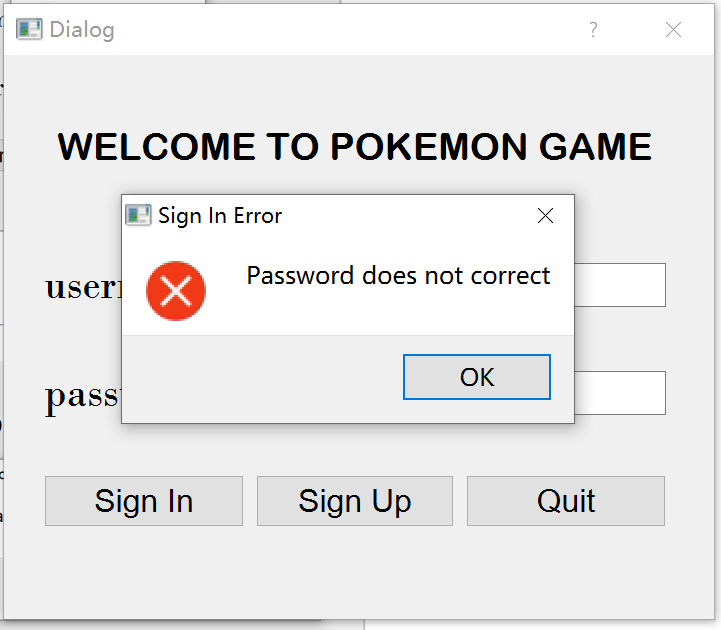 Dialog
?
WELCOME TO POKEMON GAME
Sign In Error
Password does not correct
OK
Sign In
Sign Up
Quit